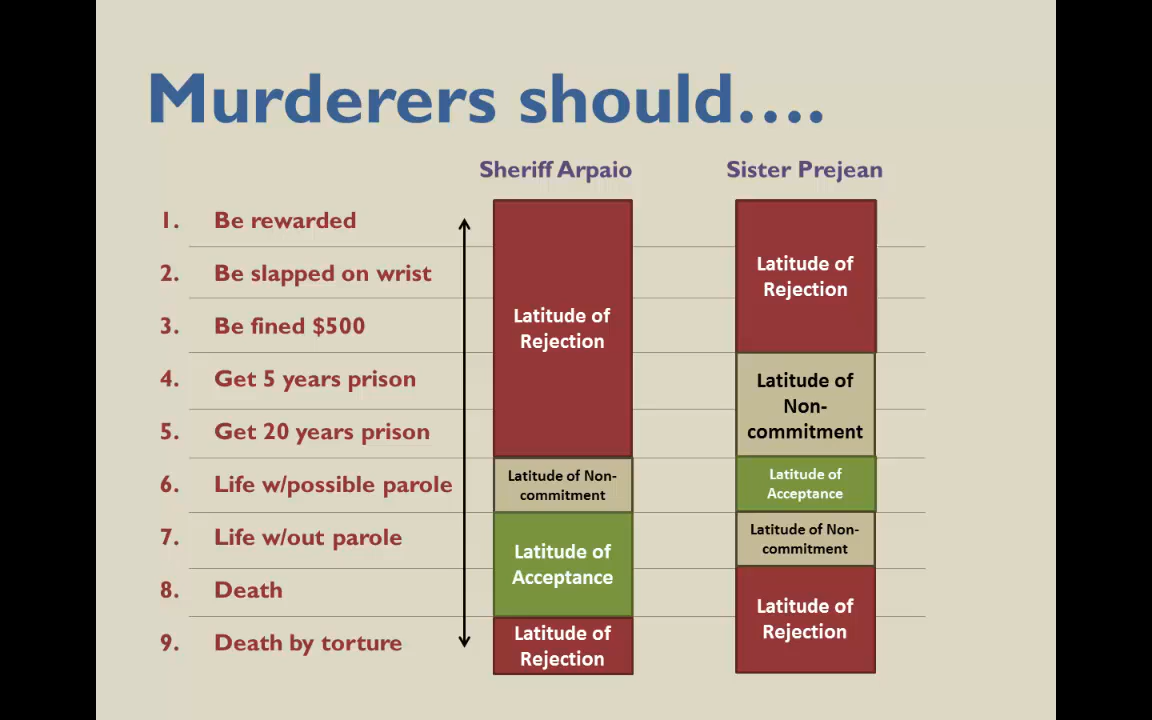 Murderers should....
Sheriff Arpaio
Sister Prejean
1. Be rewarded
2. Be slapped on wrist
3. Be fined $500
4. Get 5 years prison
5. Get 20 years prison
6. Life w/possible parole
7. Life w/out parole
8. Death
9. Death by torture
Latitude of
Rejection
Latitude of Non-
commitment
Latitude of
Acceptance
Latitude of
Rejection
Latitude of
Rejection
Latitude of
Non-
commitment
Latitude of
Acceptance
Latitude of Non-
commitment
Latitude of
Rejection